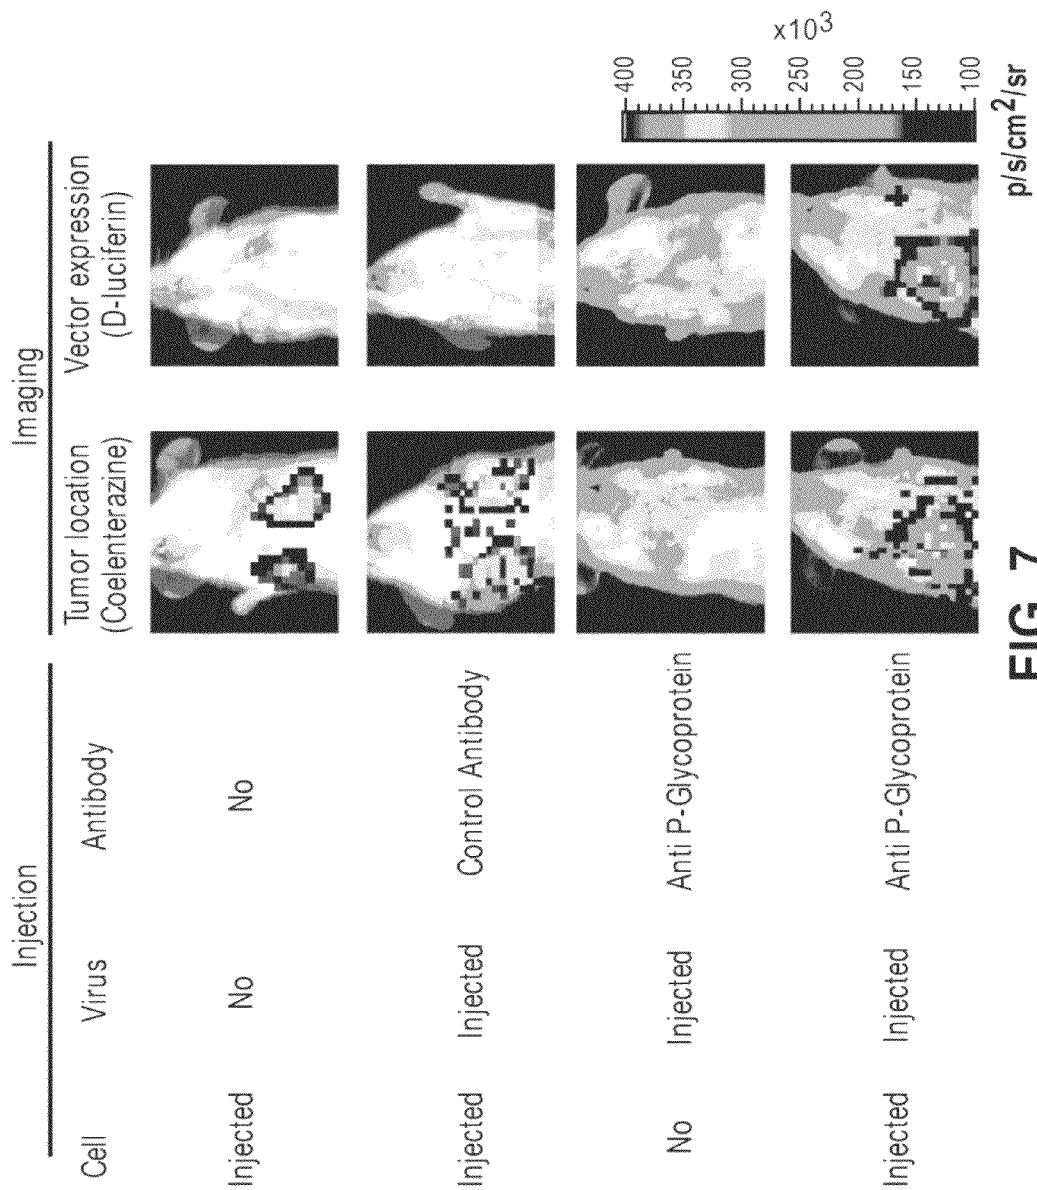 Injection
Imaging
Cell Virus Antibody Tumor location Vector expression
(Coelenterazine) (D-luciferin)
Injected No No
Injected Injected Control Antibody
No Injected Anti P-Glycoprotein
Injected Injected Anti P-Glycoprotein
400
350
300
250
200
150
100
x10³
p/s/cm²/sr
FIG. 7